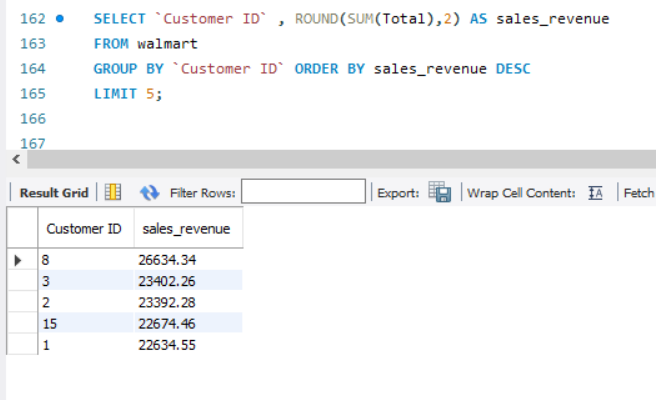 162 SELECT `Customer ID` , ROUND(SUM(Total),2) AS sales_revenue
163 FROM walmart
164 GROUP BY `Customer ID` ORDER BY sales_revenue DESC
165 LIMIT 5;
166
167
Result Grid Filter Rows: Export: Wrap Cell Content: Fetch
Customer ID sales_revenue
8 26634.34
3 23402.26
2 23392.28
15 22674.46
1 22634.55